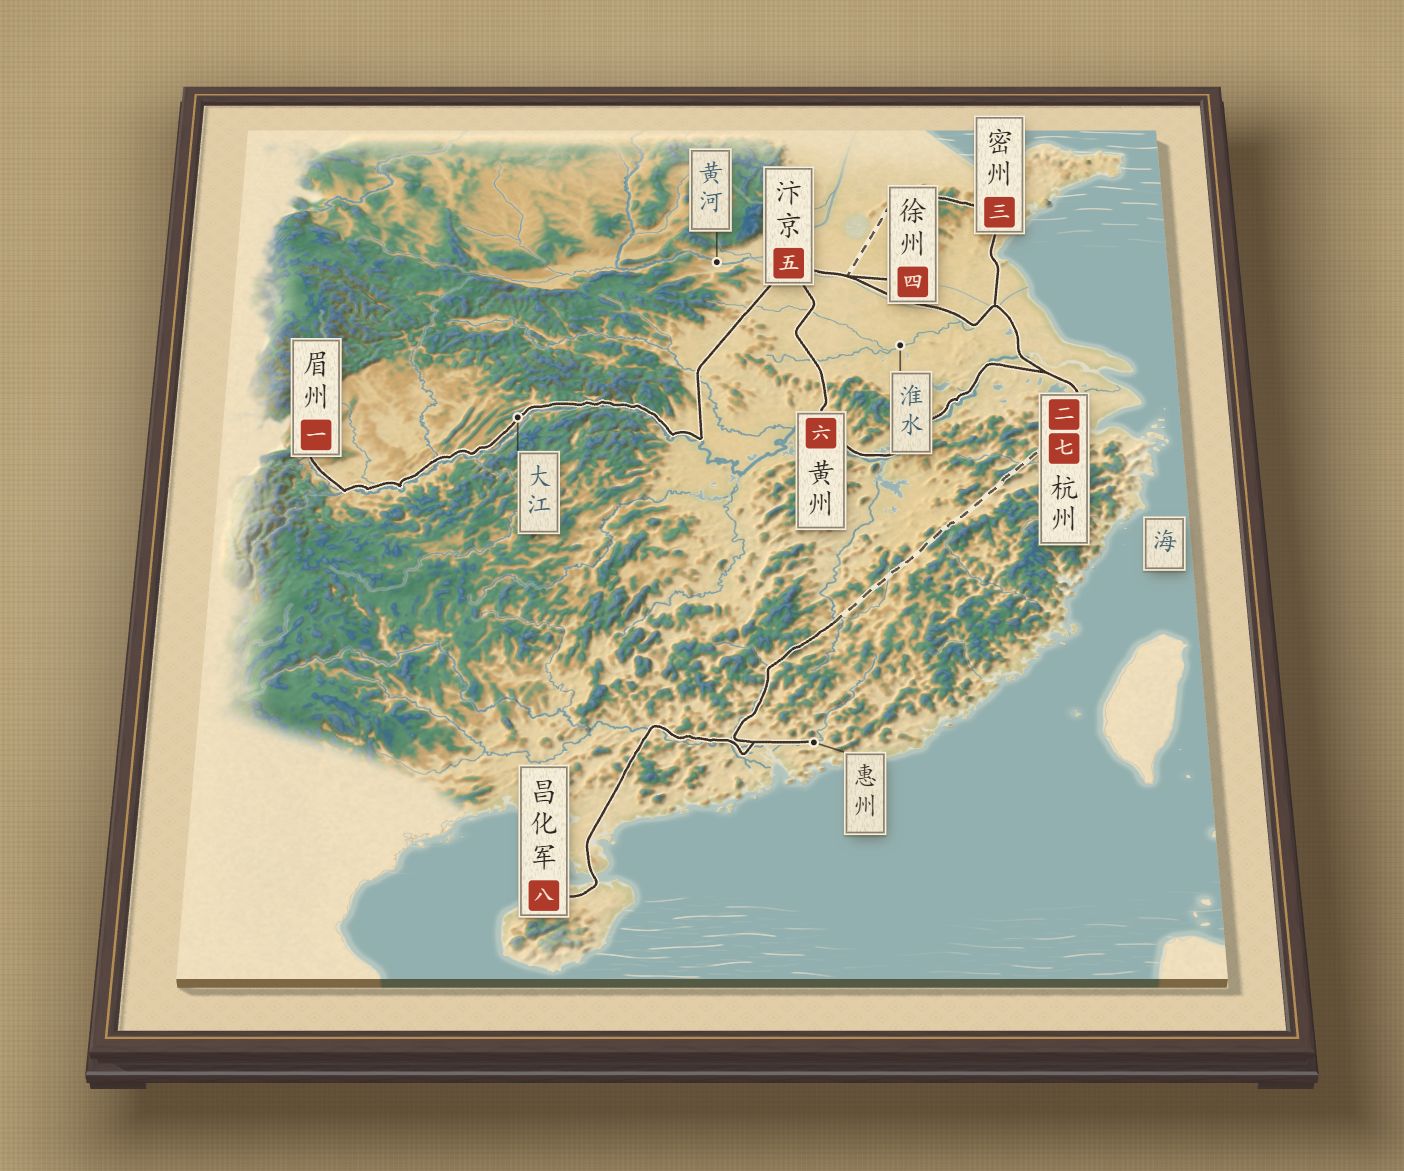 密州
三
黄河
汴京
五
徐州
四
眉州
一
淮水
二
七
杭州
六
黄州
大江
海
惠州
昌化军
八